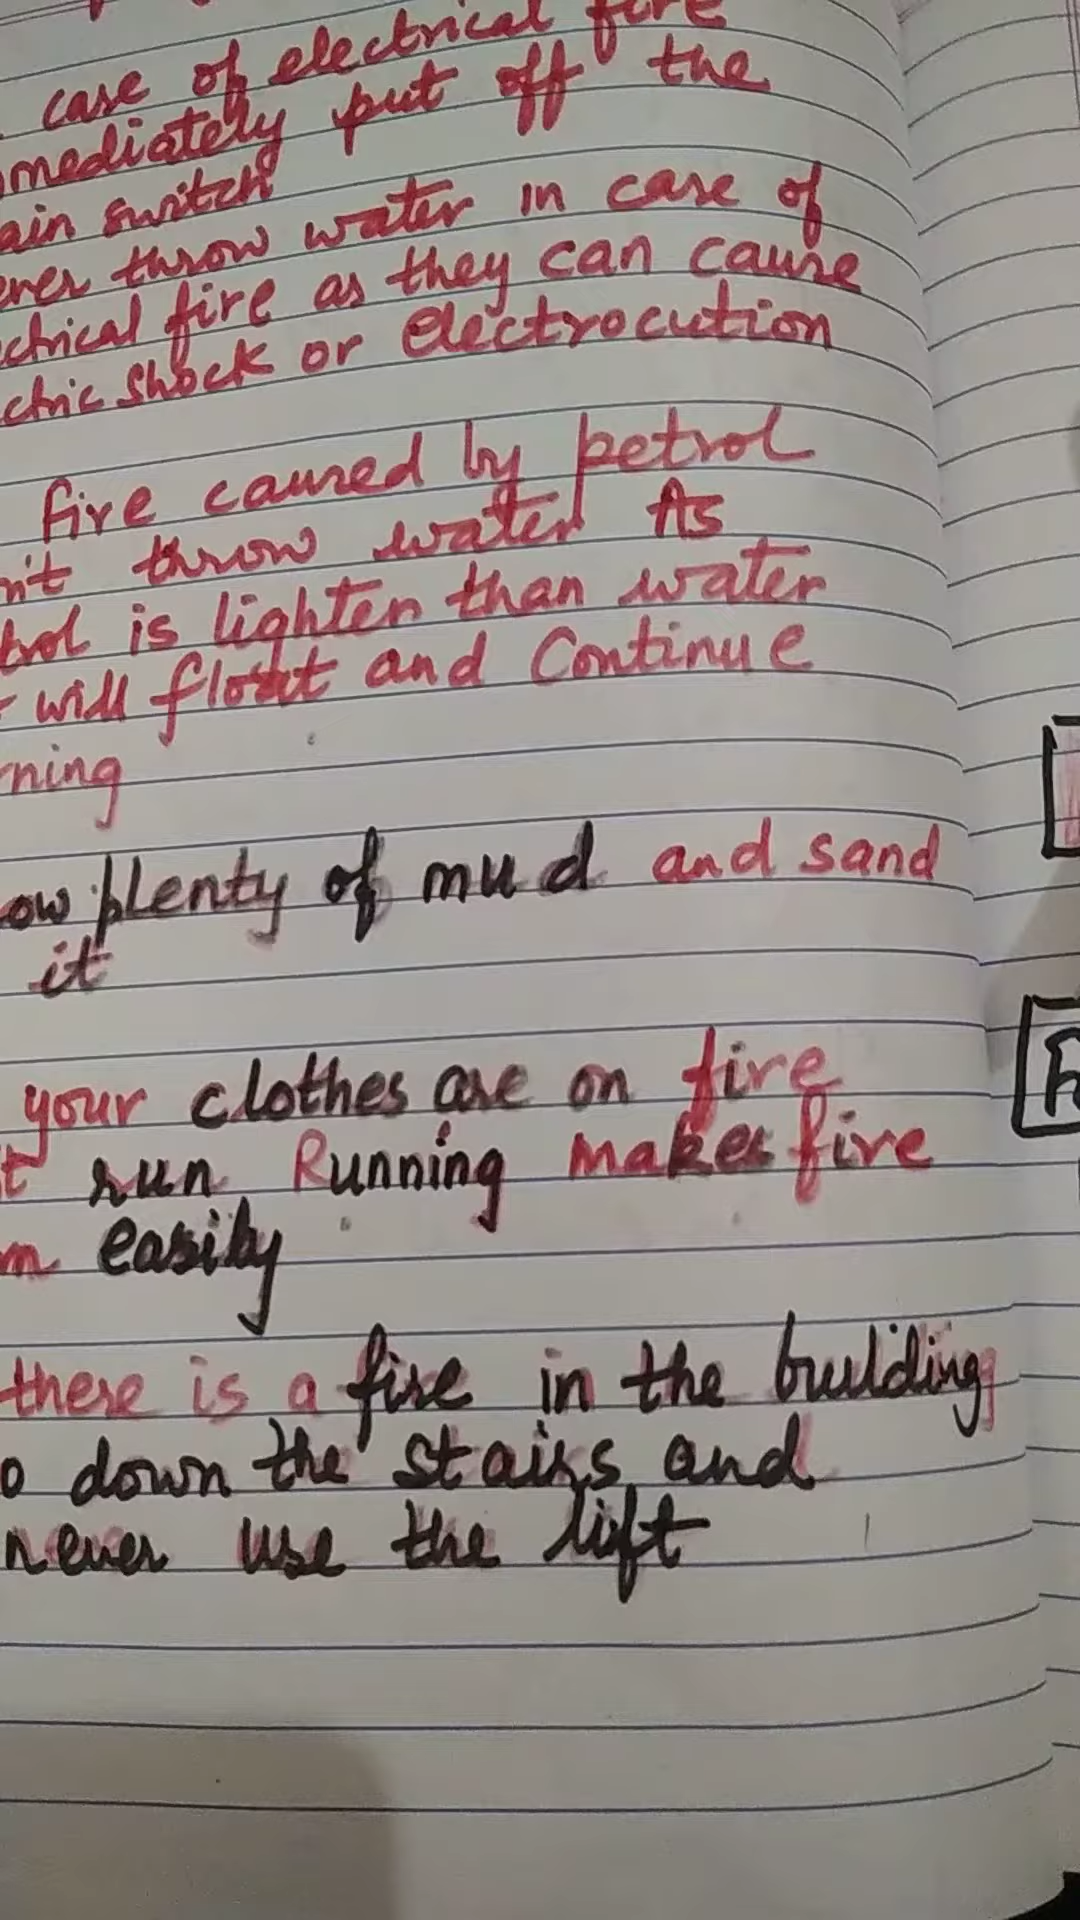 case of electrical fire
mediately put off the
ain switch
ever throw water in case of
ctrical fire as they can cause
ctric shock or electrocution
fire caused by petrol
n't throw water As
trol is lighter than water
will float and Continue
rning
ow plenty of mud and sand
it
your clothes are on fire
t run Running makes fire
n easily
there is a fire in the building
o down the stairs and
never use the lift